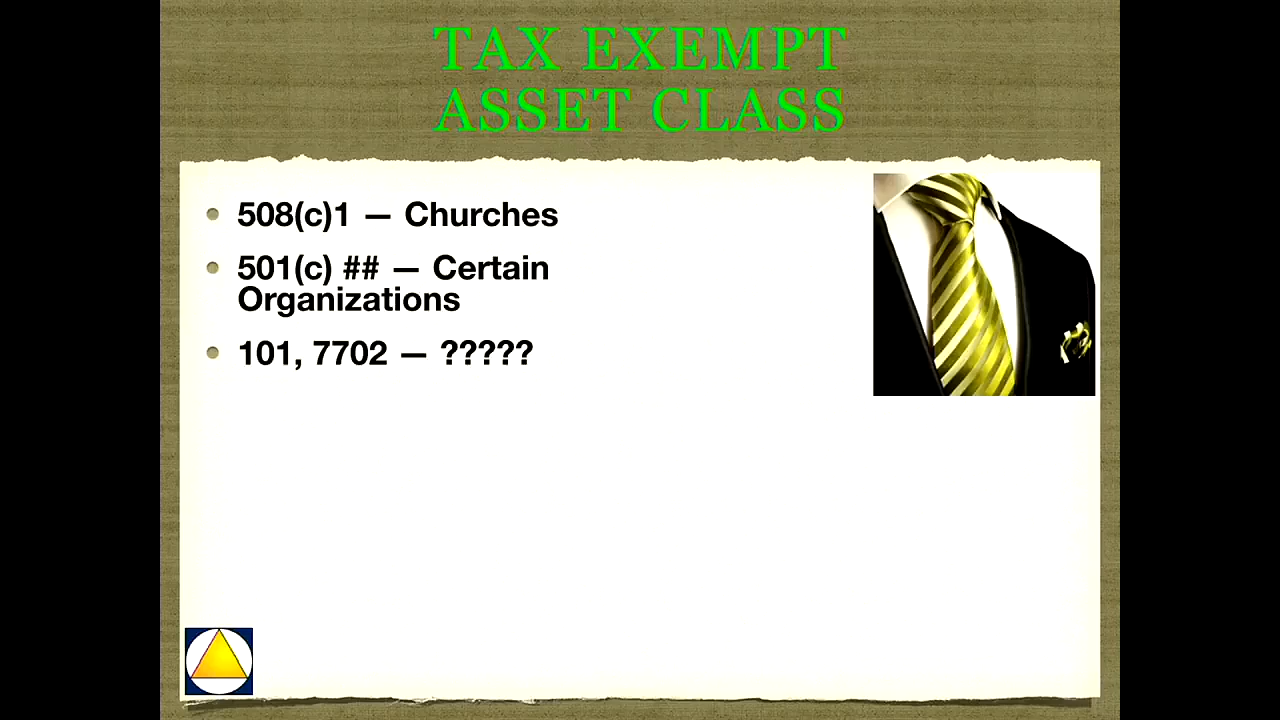 TAX EXEMPT
ASSET CLASS
508(c)1 — Churches
501(c) ## — Certain
Organizations
101, 7702 — ?????